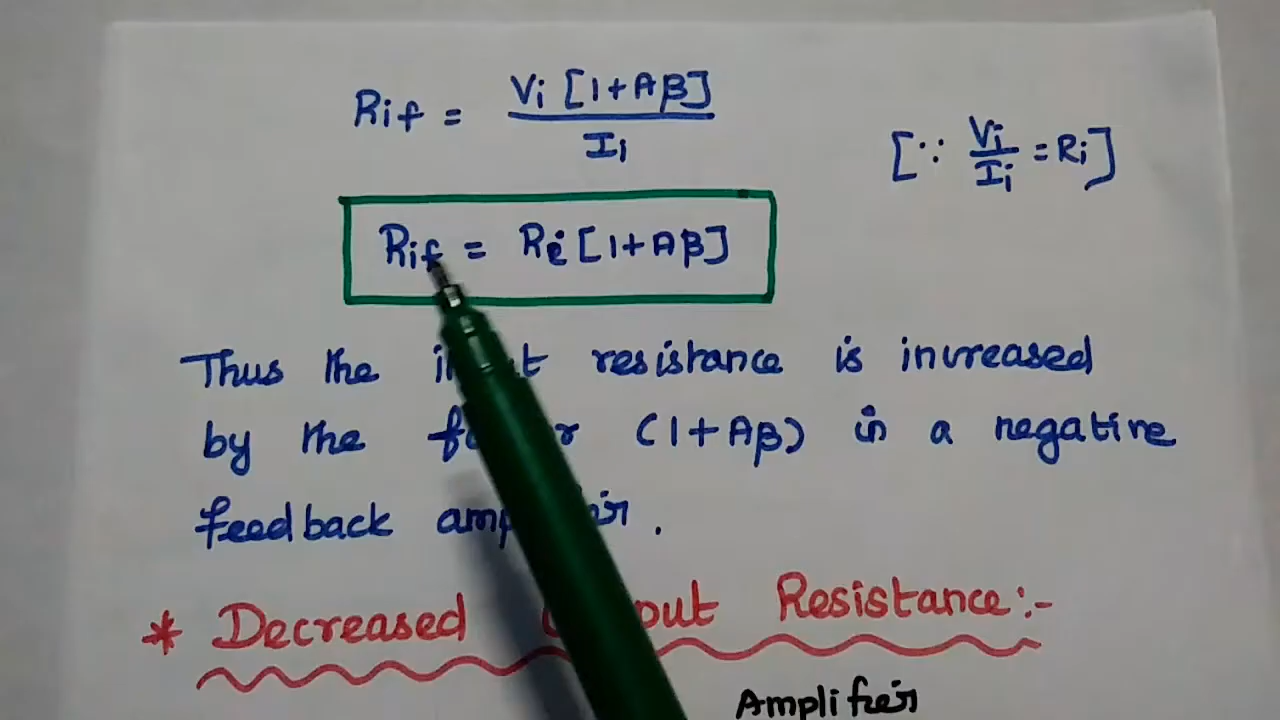 Rif = Vi [1+Aβ] / Ii
[∵ Vi / Ii = Ri]
Rif = Ri [1+Aβ]
Thus the resistance is increased
by the (1+Aβ) in a negative
feedback .
* Decreased Resistance:-
Amplifier